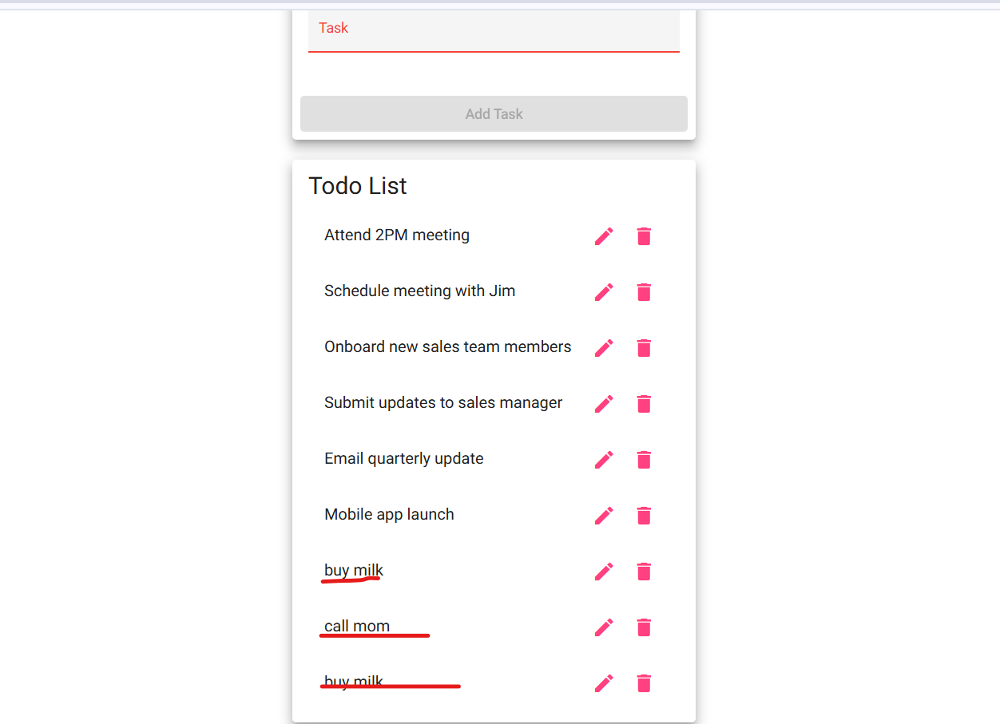 Task
Add Task
Todo List
Attend 2PM meeting
Schedule meeting with Jim
Onboard new sales team members
Submit updates to sales manager
Email quarterly update
Mobile app launch
buy milk
call mom
buy milk